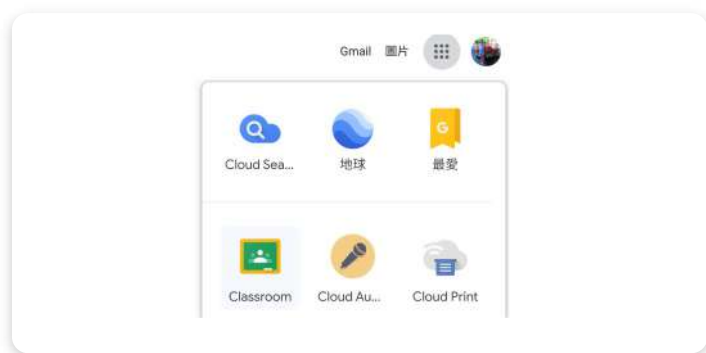 Gmail 圖片
Cloud Sea... 地球 最愛
Classroom Cloud Au... Cloud Print